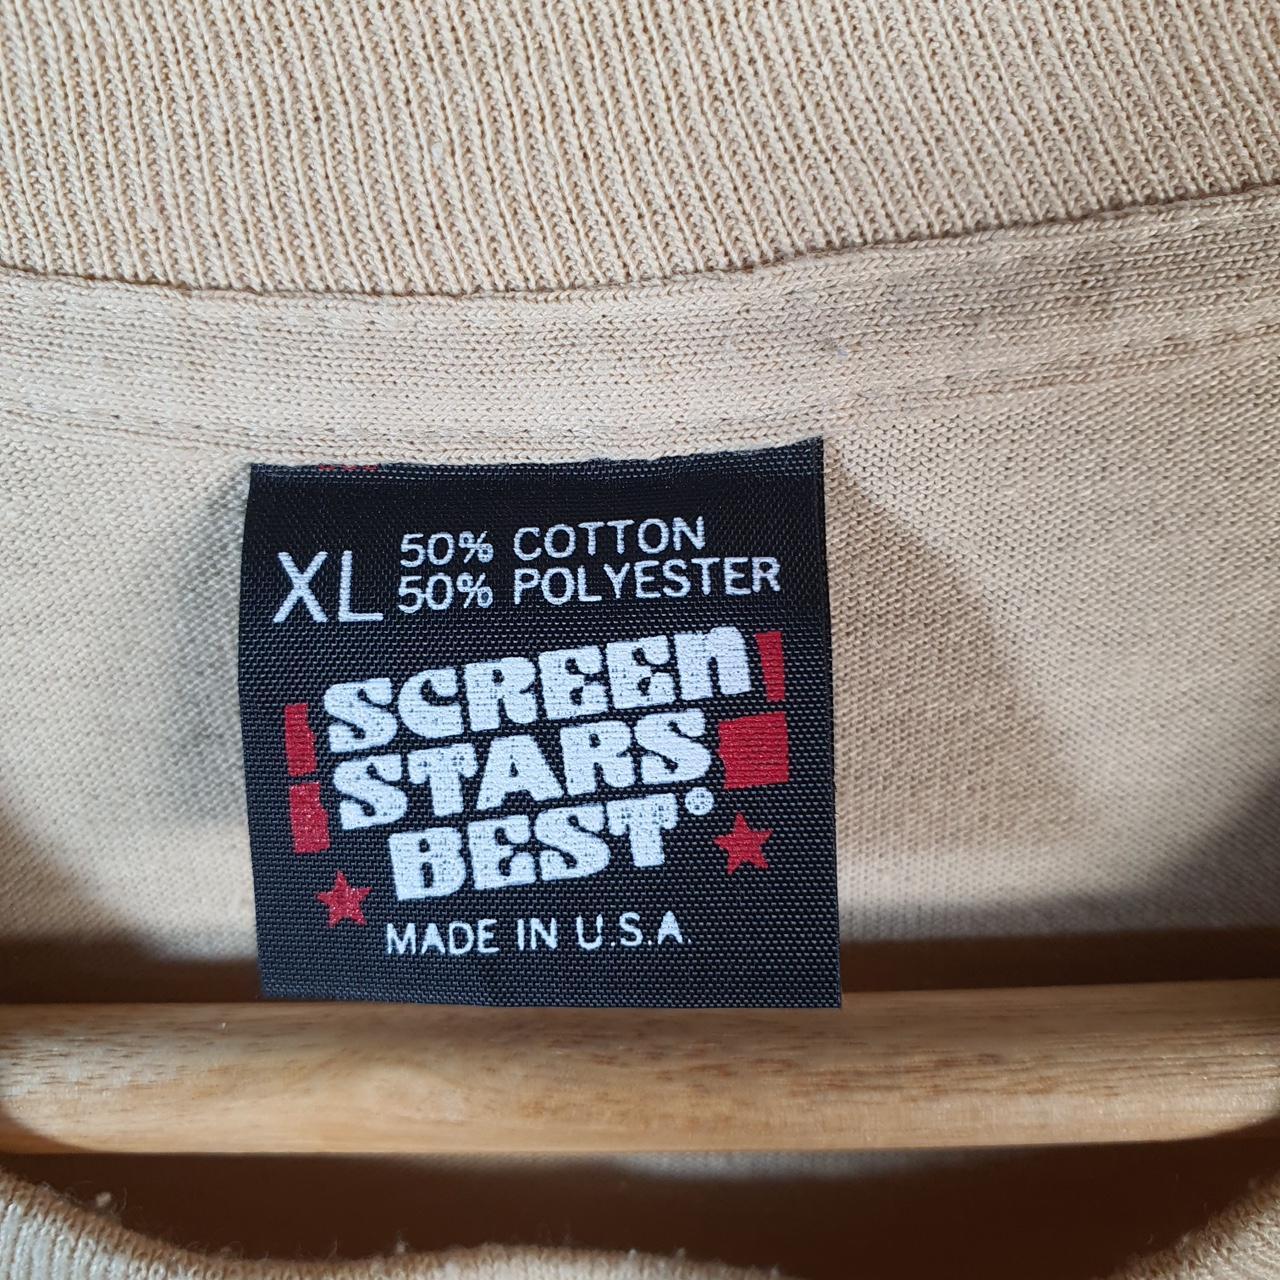 XL 50% COTTON
50% POLYESTER
SCREEN
STARS
BEST®
MADE IN U.S.A.